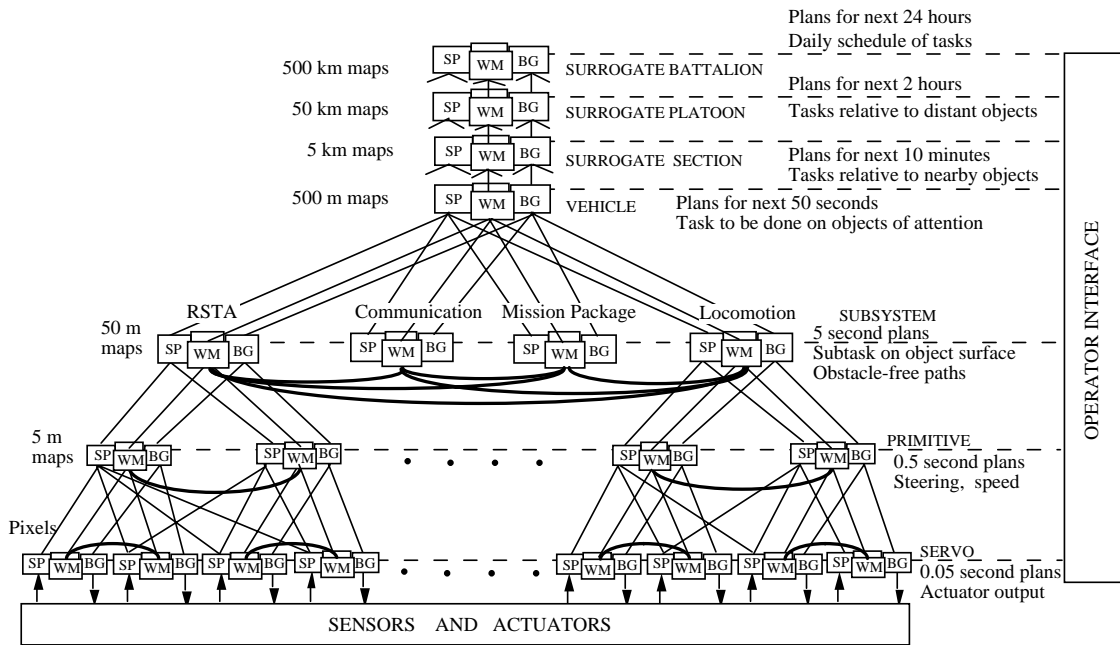 Plans for next 24 hours
Daily schedule of tasks
500 km maps
SP WM BG
SURROGATE BATTALION
Plans for next 2 hours
50 km maps
SP WM BG
SURROGATE PLATOON
Tasks relative to distant objects
5 km maps
SP WM BG
SURROGATE SECTION
Plans for next 10 minutes
Tasks relative to nearby objects
500 m maps
SP WM BG
VEHICLE
Plans for next 50 seconds
Task to be done on objects of attention
OPERATOR INTERFACE
RSTA
Communication
Mission Package
Locomotion
SUBSYSTEM
50 m
maps
SP WM BG
SP WM BG
SP WM BG
SP WM BG
5 second plans
Subtask on object surface
Obstacle-free paths
5 m
maps
SP WM BG
SP WM BG
SP WM BG
SP WM BG
PRIMITIVE
0.5 second plans
Steering, speed
Pixels
SP WM BG
SP WM BG
SP WM BG
SP WM BG
SP WM BG
SP WM BG
SP WM BG
SP WM BG
SERVO
0.05 second plans
Actuator output
SENSORS AND ACTUATORS